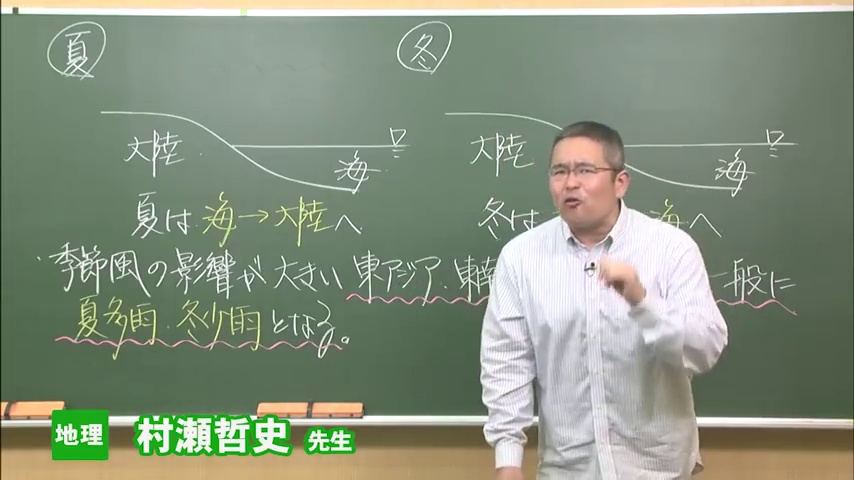 夏
冬
大陸
海
大陸
海
夏は 海→大陸へ
冬は 海へ
季節風の影響が大きい 東アジア・東南 一般に
夏多雨・冬少雨となる。
地理 村瀬哲史 先生